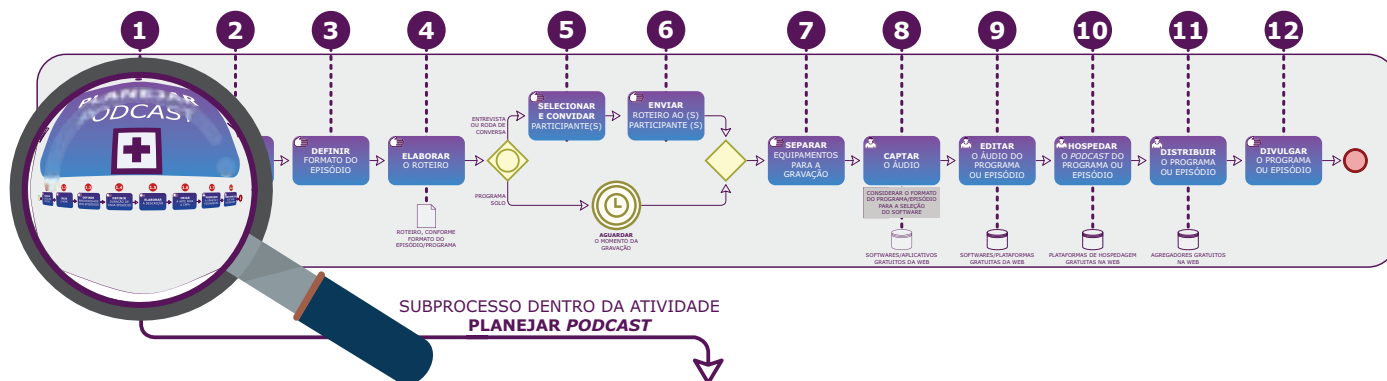 1
2
3
4
5
6
7
8
9
10
11
12
PLANEJAR
PODCAST
DEFINIR
FORMATO DO
EPISÓDIO
ELABORAR
O ROTEIRO
ROTEIRO, CONFORME
FORMATO DO
EPISÓDIO/PROGRAMA
ENTREVISTA
OU RODA DE
CONVERSA
PROGRAMA
SOLO
SELECIONAR
E CONVIDAR
PARTICIPANTE(S)
ENVIAR
ROTEIRO AO (S)
PARTICIPANTE (S)
AGUARDAR
O MOMENTO DA
GRAVAÇÃO
SEPARAR
EQUIPAMENTOS
PARA A
GRAVAÇÃO
CAPTAR
O ÁUDIO
CONSIDERAR O FORMATO
DO PROGRAMA/EPISÓDIO
PARA A SELEÇÃO
DO SOFTWARE
SOFTWARES/APLICATIVOS
GRATUITOS DA WEB
EDITAR
O ÁUDIO DO
PROGRAMA
OU EPISÓDIO
SOFTWARES/PLATAFORMAS
GRATUITAS DA WEB
HOSPEDAR
O PODCAST DO
PROGRAMA OU
EPISÓDIO
PLATAFORMAS DE HOSPEDAGEM
GRATUITAS NA WEB
DISTRIBUIR
O PROGRAMA
OU EPISÓDIO
AGREGADORES GRATUITOS
NA WEB
DIVULGAR
O PROGRAMA
OU EPISÓDIO
SUBPROCESSO DENTRO DA ATIVIDADE
PLANEJAR PODCAST